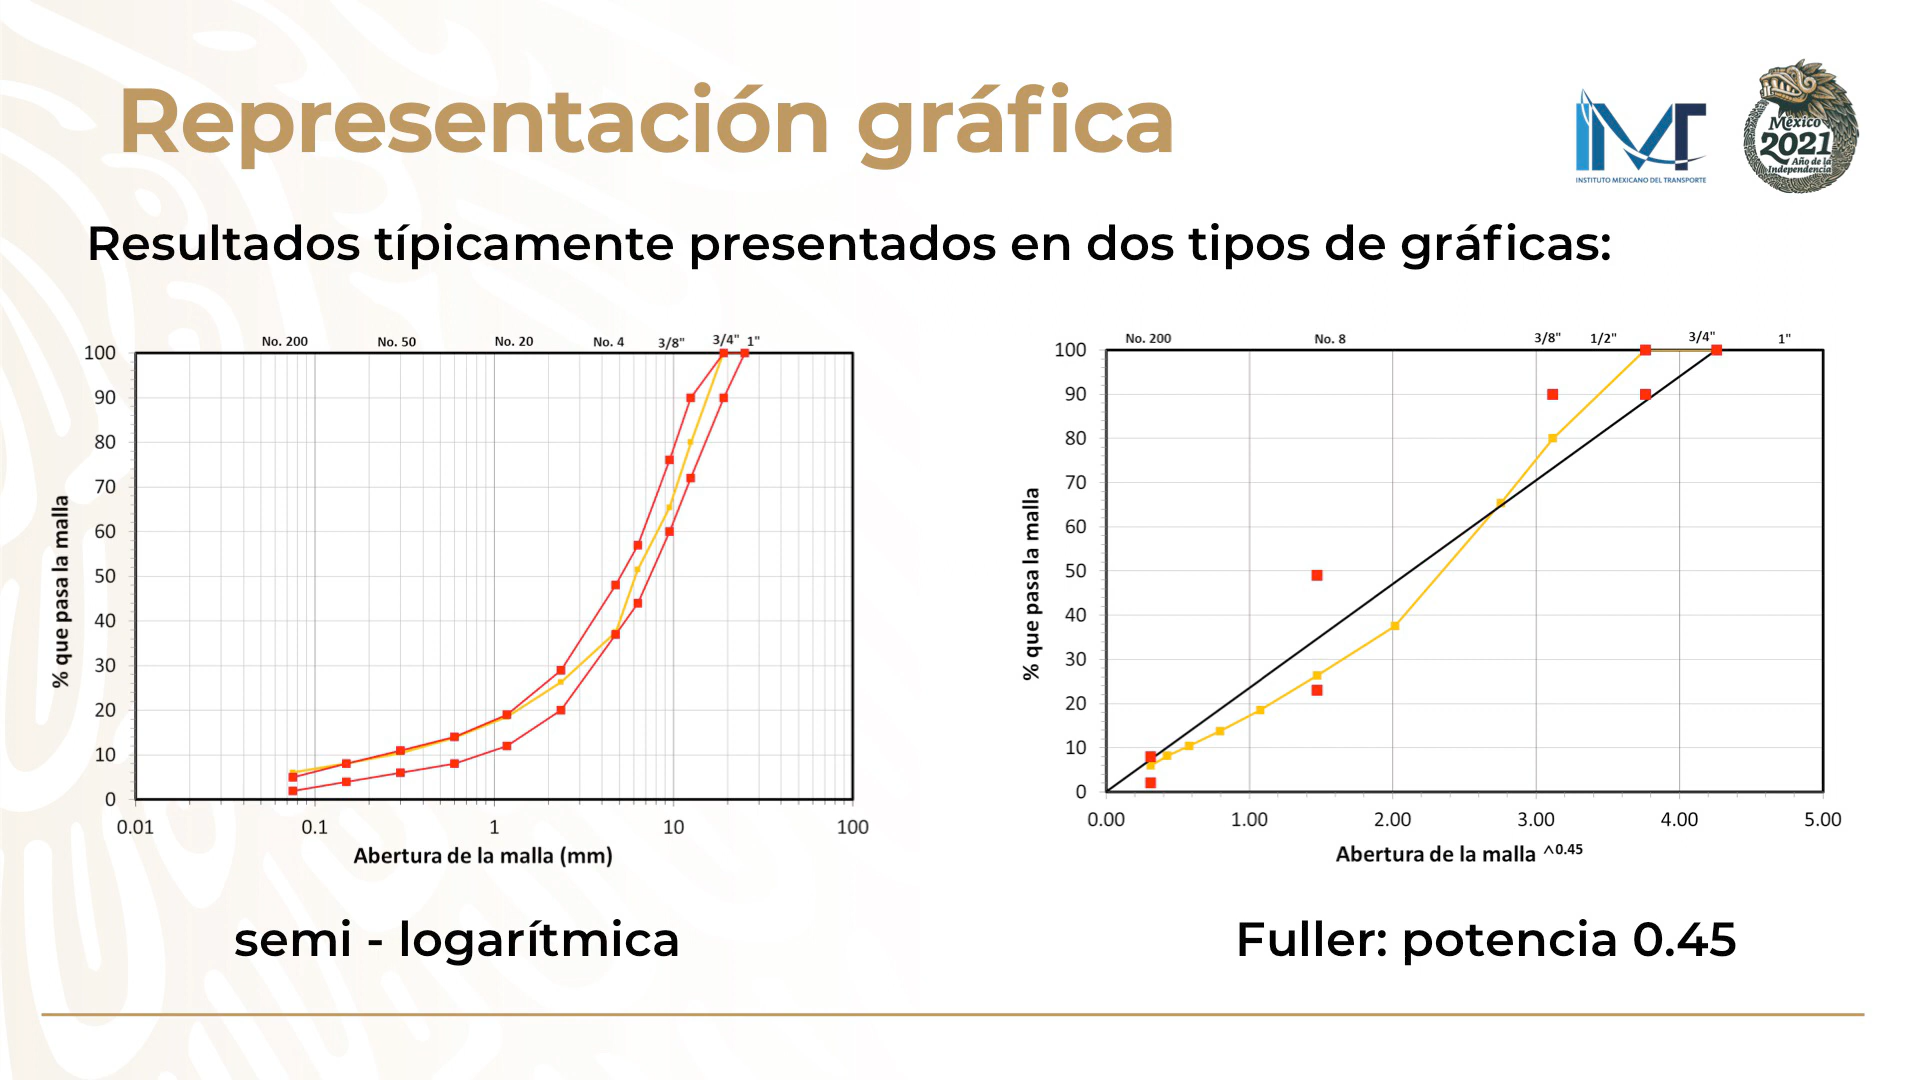 Representación gráfica
INSTITUTO MEXICANO DEL TRANSPORTE
México
2021
Año de la
Independencia
Resultados típicamente presentados en dos tipos de gráficas:
No. 200 No. 50 No. 20 No. 4 3/8" 3/4" 1"
100
90
80
70
60
50
40
30
20
10
0
% que pasa la malla
0.01 0.1 1 10 100
Abertura de la malla (mm)
semi - logarítmica
No. 200 No. 8 3/8" 1/2" 3/4" 1"
100
90
80
70
60
50
40
30
20
10
0
% que pasa la malla
0.00 1.00 2.00 3.00 4.00 5.00
Abertura de la malla ^0.45
Fuller: potencia 0.45